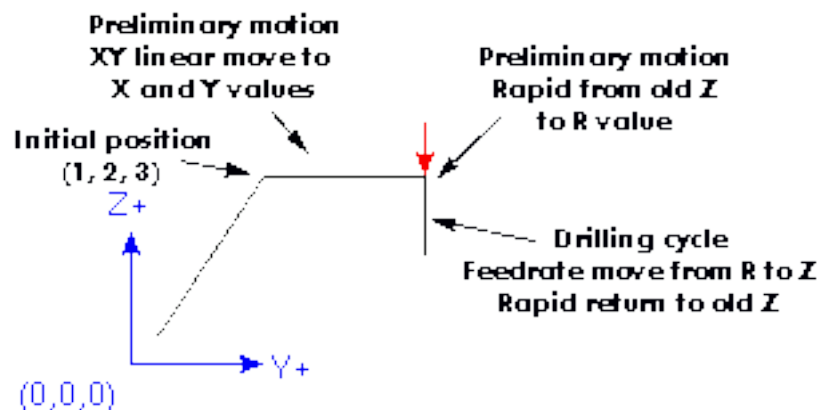 Preliminary motion
XY linear move to
X and Y values
Preliminary motion
Rapid from old Z
to R value
Initial position
(1, 2, 3)
Z+
Drilling cycle
Feedrate move from R to Z
Rapid return to old Z
Y+
(0,0,0)